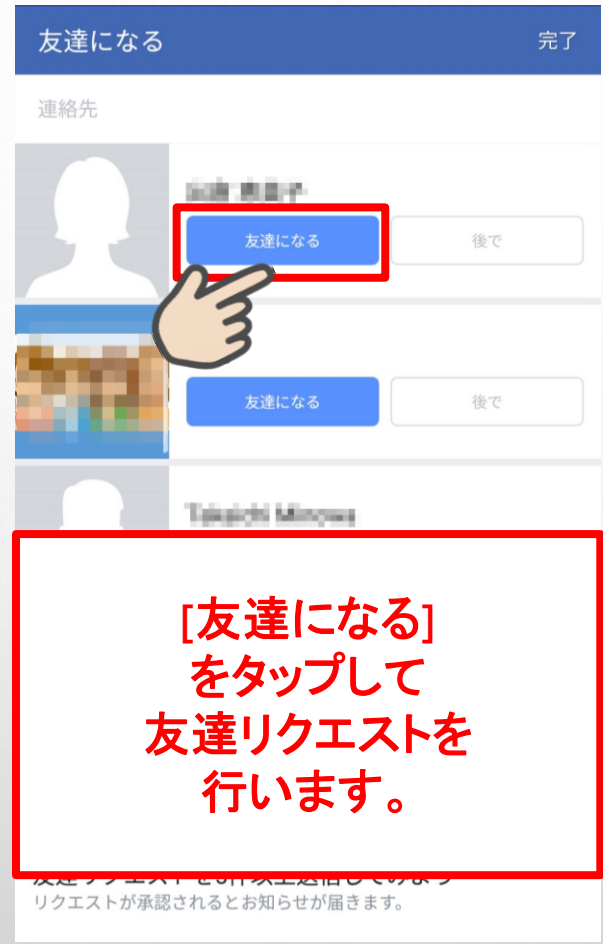 友達になる
完了
連絡先
友達になる
後で
友達になる
後で
[友達になる]
をタップして
友達リクエストを
行います。
リクエストが承認されるとお知らせが届きます。